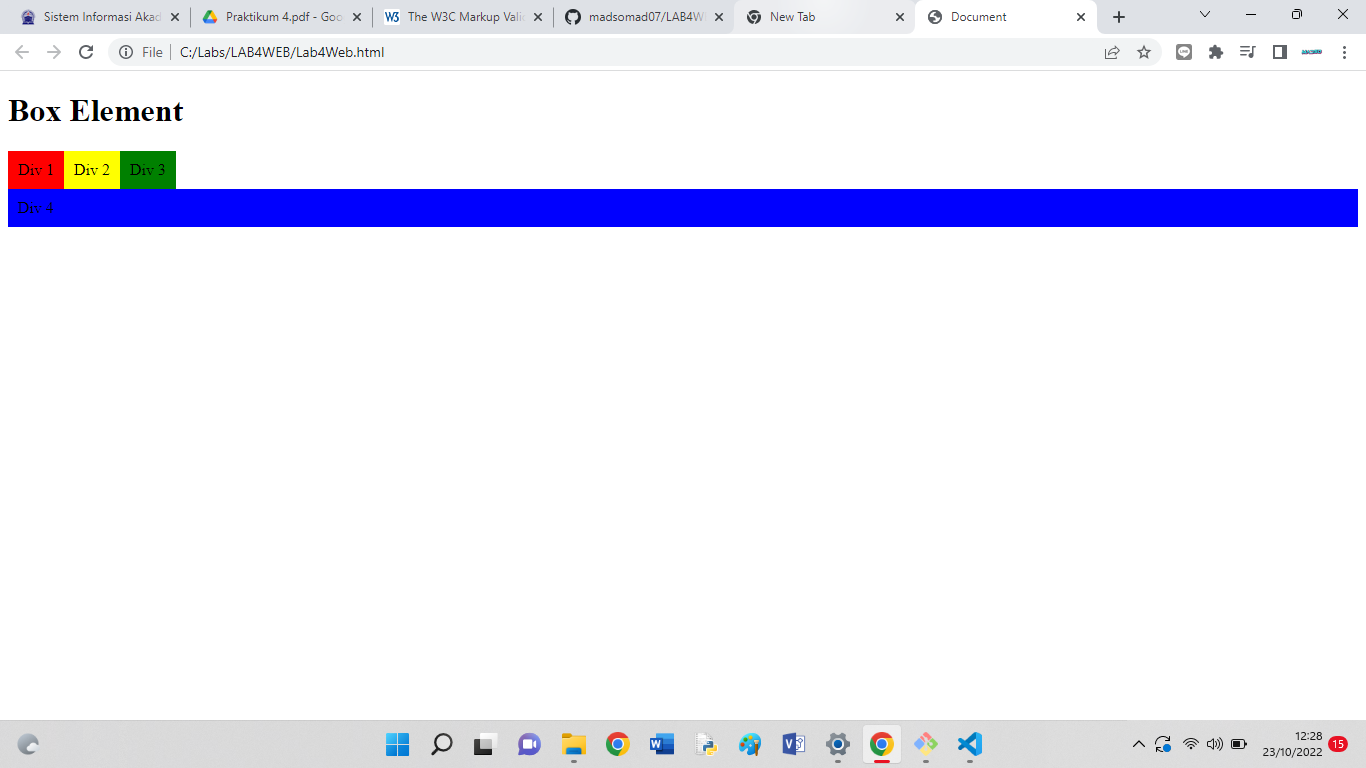 Sistem Informasi Akad
Praktikum 4.pdf - Goo
W3 The W3C Markup Vali
madsomad07/LAB4W
New Tab
Document
File C:/Labs/LAB4WEB/Lab4Web.html
Box Element
Div 1 Div 2 Div 3
Div 4
12:28
23/10/2022
15